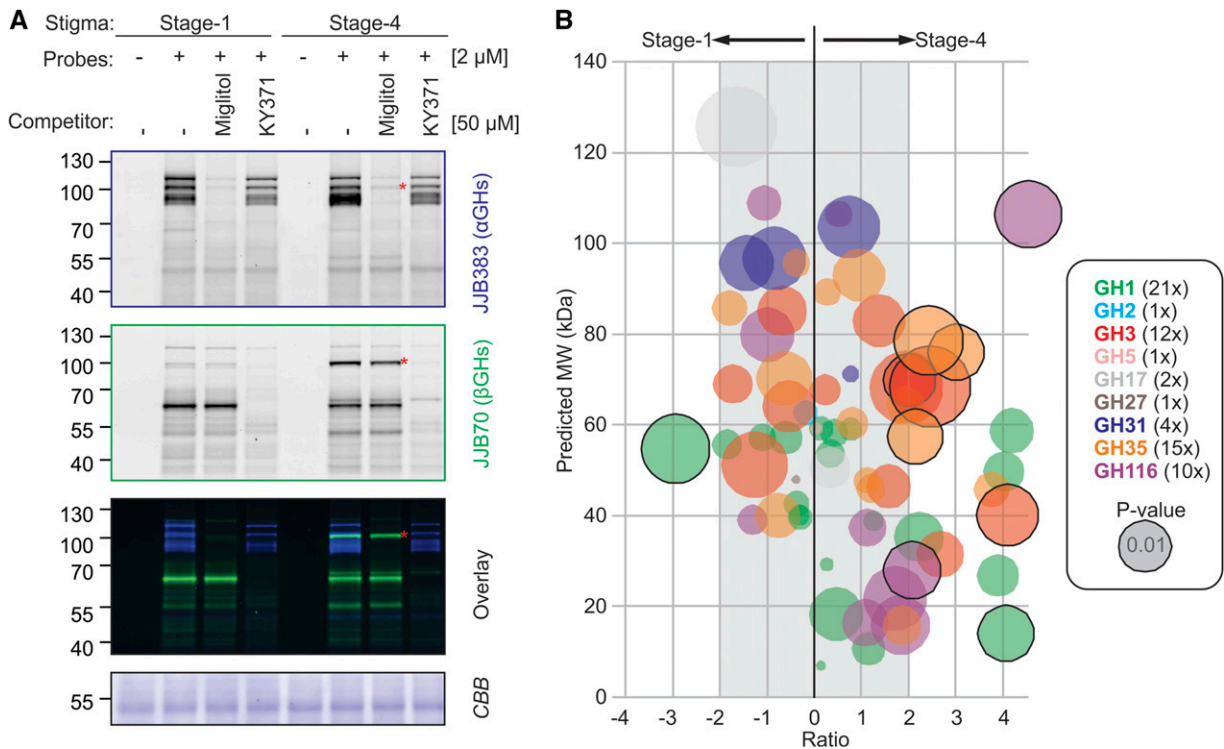 A
Stigma: Stage-1 Stage-4
Probes: - + + + - + + + [2 µM]
Competitor: - - Miglitol KY371 - - Miglitol KY371 [50 µM]
130
100
70
55
40
*
JJB383 (αGHs)
130
100
70
55
40
*
JJB70 (βGHs)
130
100
70
55
40
*
Overlay
55
CBB
B
Stage-1 Stage-4
Predicted MW (kDa)
140
120
100
80
60
40
20
0
-4 -3 -2 -1 0 1 2 3 4
Ratio
GH1 (21x)
GH2 (1x)
GH3 (12x)
GH5 (1x)
GH17 (2x)
GH27 (1x)
GH31 (4x)
GH35 (15x)
GH116 (10x)
P-value
0.01